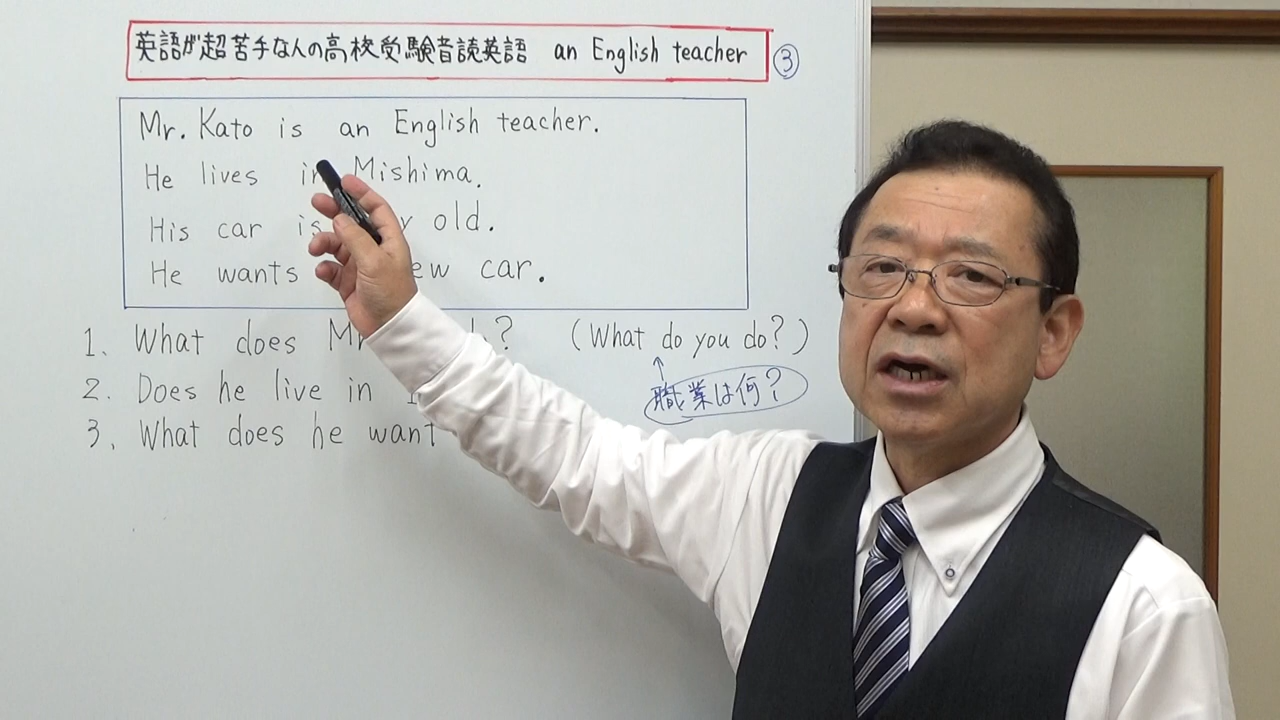 英語が超苦手な人の高校受験音読英語 an English teacher ③
Mr. Kato is an English teacher.
He lives in Mishima.
His car is old.
He wants car.
1. What does ? (What do you do?)
職業は何?
2. Does he live in
3. What does he want